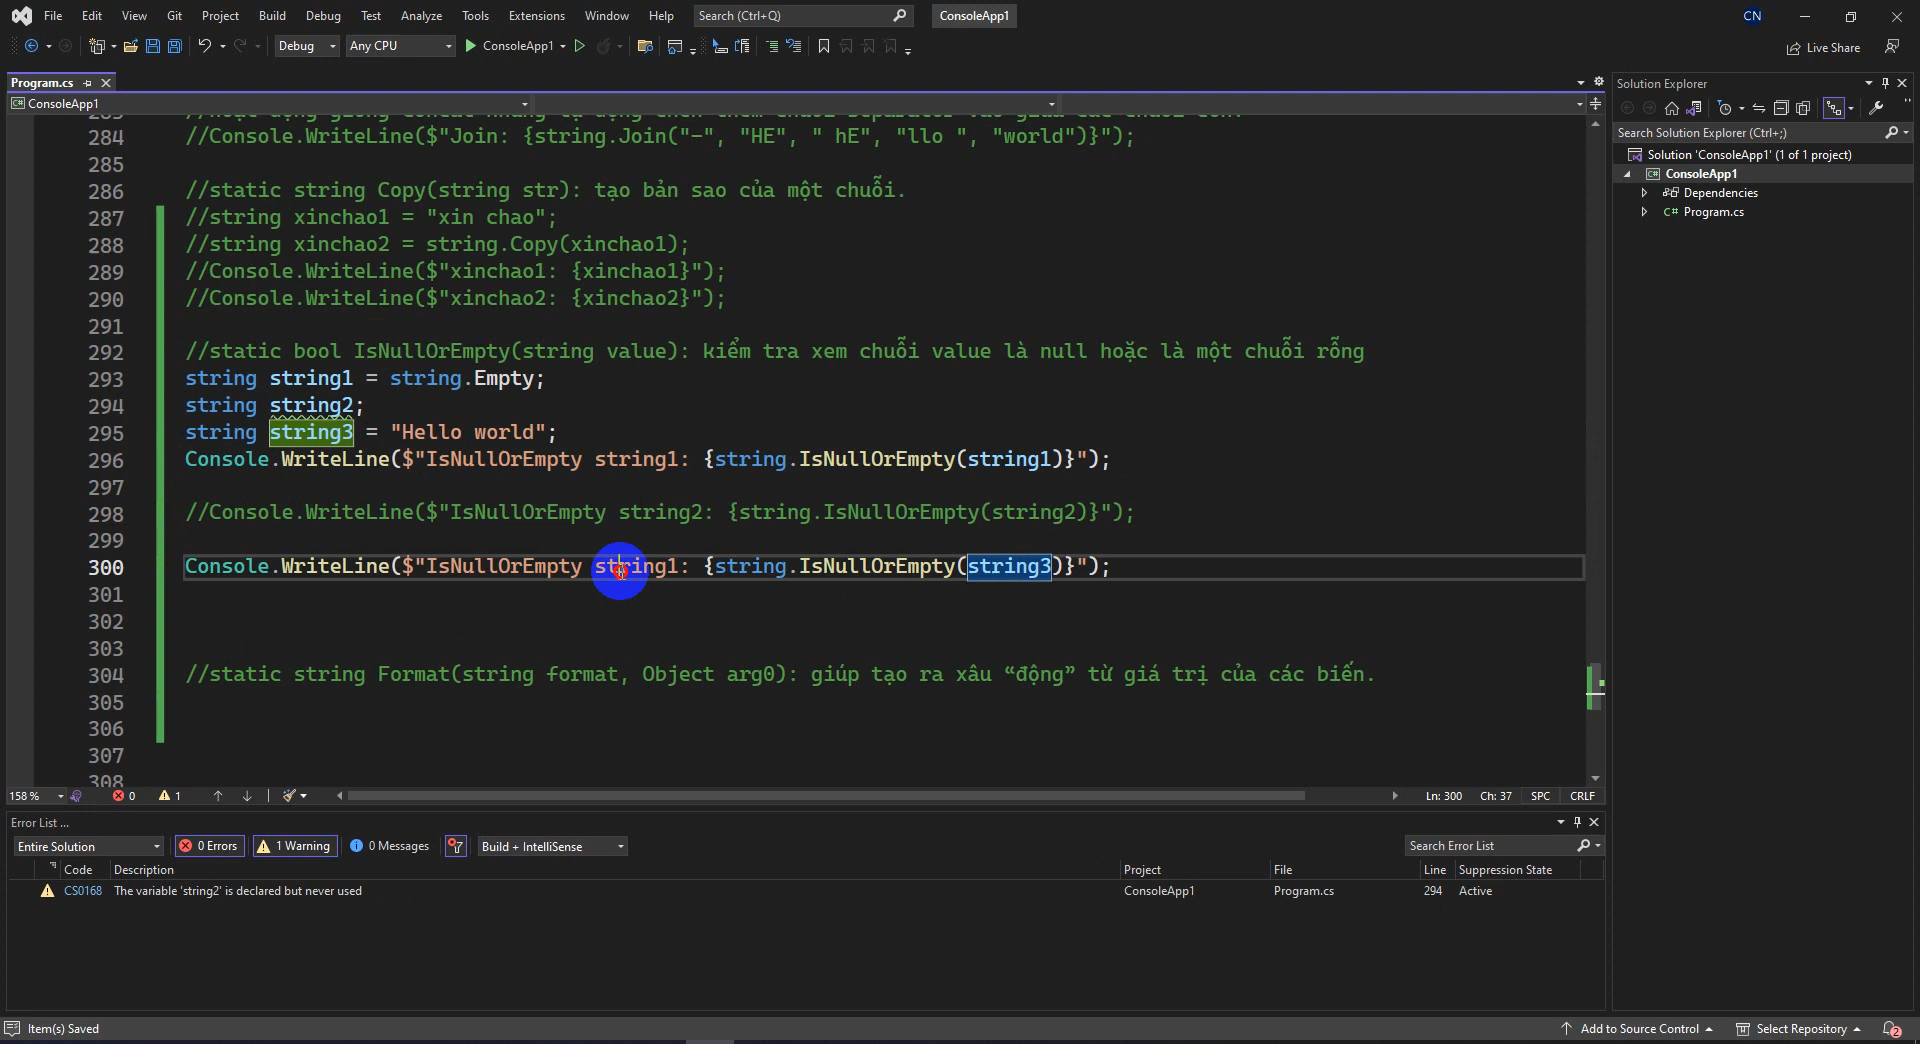 File Edit View Git Project Build Debug Test Analyze Tools Extensions Window Help Search (Ctrl+Q) ConsoleApp1 CN
Debug Any CPU ConsoleApp1 Live Share
Program.cs
ConsoleApp1
284 //Console.WriteLine($"Join: {string.Join("-", "HE", " hE", "llo ", "world")}");
285
286 //static string Copy(string str): tạo bản sao của một chuỗi.
287 //string xinchao1 = "xin chao";
288 //string xinchao2 = string.Copy(xinchao1);
289 //Console.WriteLine($"xinchao1: {xinchao1}");
290 //Console.WriteLine($"xinchao2: {xinchao2}");
291
292 //static bool IsNullOrEmpty(string value): kiểm tra xem chuỗi value là null hoặc là một chuỗi rỗng
293 string string1 = string.Empty;
294 string string2;
295 string string3 = "Hello world";
296 Console.WriteLine($"IsNullOrEmpty string1: {string.IsNullOrEmpty(string1)}");
297
298 //Console.WriteLine($"IsNullOrEmpty string2: {string.IsNullOrEmpty(string2)}");
299
300 Console.WriteLine($"IsNullOrEmpty string1: {string.IsNullOrEmpty(string3)}");
301
302
303
304 //static string Format(string format, Object arg0): giúp tạo ra xâu “động” từ giá trị của các biến.
305
306
307
308
158 % 0 1 Ln: 300 Ch: 37 SPC CRLF
Error List ...
Entire Solution 0 Errors 1 Warning 0 Messages Build + IntelliSense Search Error List
Code Description Project File Line Suppression State
CS0168 The variable 'string2' is declared but never used ConsoleApp1 Program.cs 294 Active
Solution Explorer
Search Solution Explorer (Ctrl+;)
Solution 'ConsoleApp1' (1 of 1 project)
ConsoleApp1
Dependencies
C# Program.cs
Item(s) Saved Add to Source Control Select Repository 2